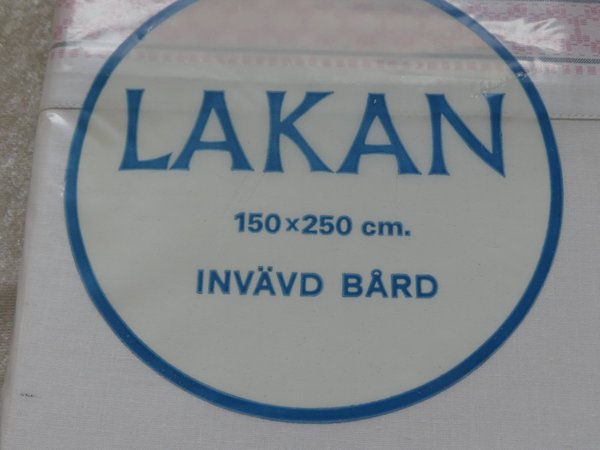 LAKAN
150×250 cm.
INVÄVD BÅRD